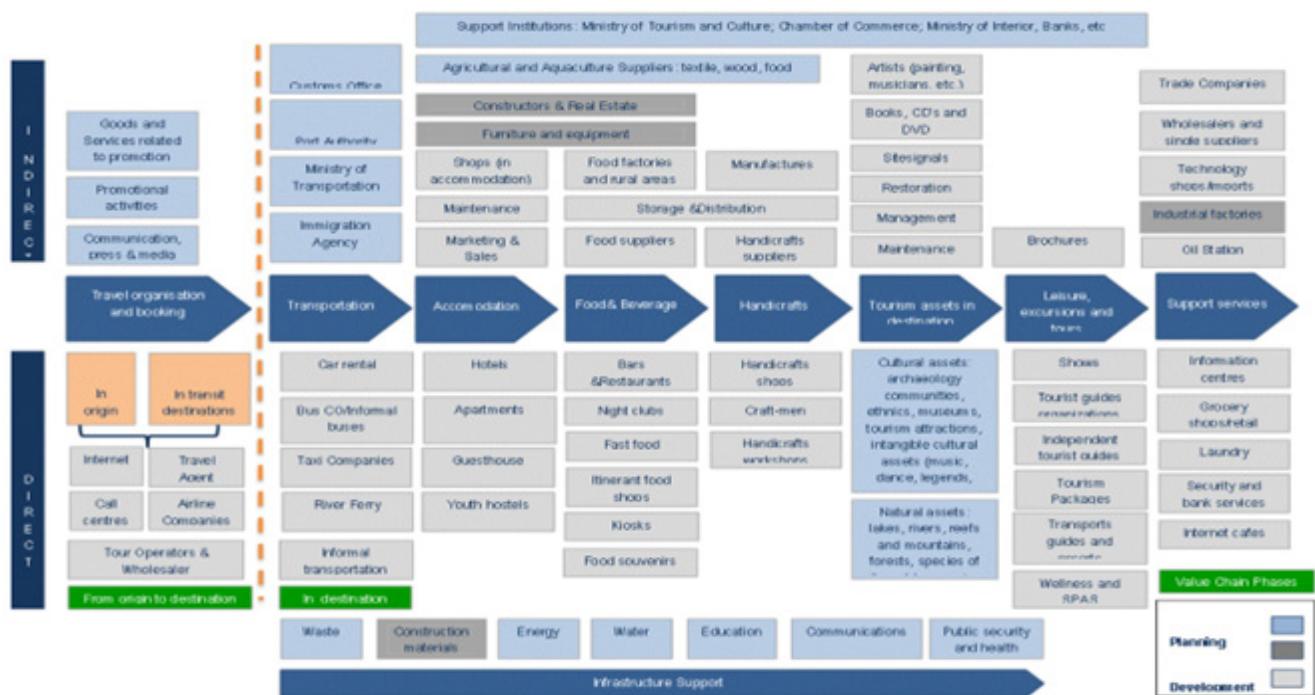 Support Institutions: Ministry of Tourism and Culture; Chamber of Commerce; Ministry of Interior, Banks, etc
I
N
D
I
R
E
C
Goods and
Services related
to promotion
Promotional
activities
Communication,
press & media
Customs Office
Port Authority
Ministry of
Transportation
Immigration
Agency
Agricultural and Aquaculture Suppliers: textile, wood, food
Constructors & Real Estate
Furniture and equipment
Shops (in
accommodation)
Maintenance
Marketing &
Sales
Food factories
and rural areas
Manufactures
Storage &Distribution
Food suppliers
Handicrafts
suppliers
Artists (painting,
musicians, etc.)
Books, CD's and
DVD
Sitesignals
Restoration
Management
Maintenance
Brochures
Trade Companies
Wholesalers and
single suppliers
Technology
shops/imports
Industrial factories
Oil Station
Travel organisation
and booking
Transportation
Accomodation
Food & Beverage
Handicrafts
Tourism assets in
destination
Leisure,
excursions and
tours
Support services
D
I
R
E
C
T
In
origin
In transit
destinations
Internet
Travel
Agent
Call
centres
Airline
Companies
Tour Operators &
Wholesaler
From origin to destination
Car rental
Bus CO/Informal
buses
Taxi Companies
River Ferry
Informal
transportation
In destination
Hotels
Apartments
Guesthouse
Youth hostels
Bars
&Restaurants
Night clubs
Fast food
Itinerant food
shops
Kiosks
Food souvenirs
Handicrafts
shops
Craft-men
Handicrafts
workshops
Cultural assets:
archaeology
communities,
ethnics, museums,
tourism attractions,
intangible cultural
assets (music,
dance, legends,
Natural assets:
lakes, rivers, reefs
and mountains,
forests, species of
Shows
Tourist guides
organizations
Independent
tourist guides
Tourism
Packages
Transports
guides and
Wellness and
SPAS
Information
centres
Grocery
shops/retail
Laundry
Security and
bank services
Internet cafes
Value Chain Phases
Planning
Development
Waste
Construction
materials
Energy
Water
Education
Communications
Public security
and health
Infrastructure Support